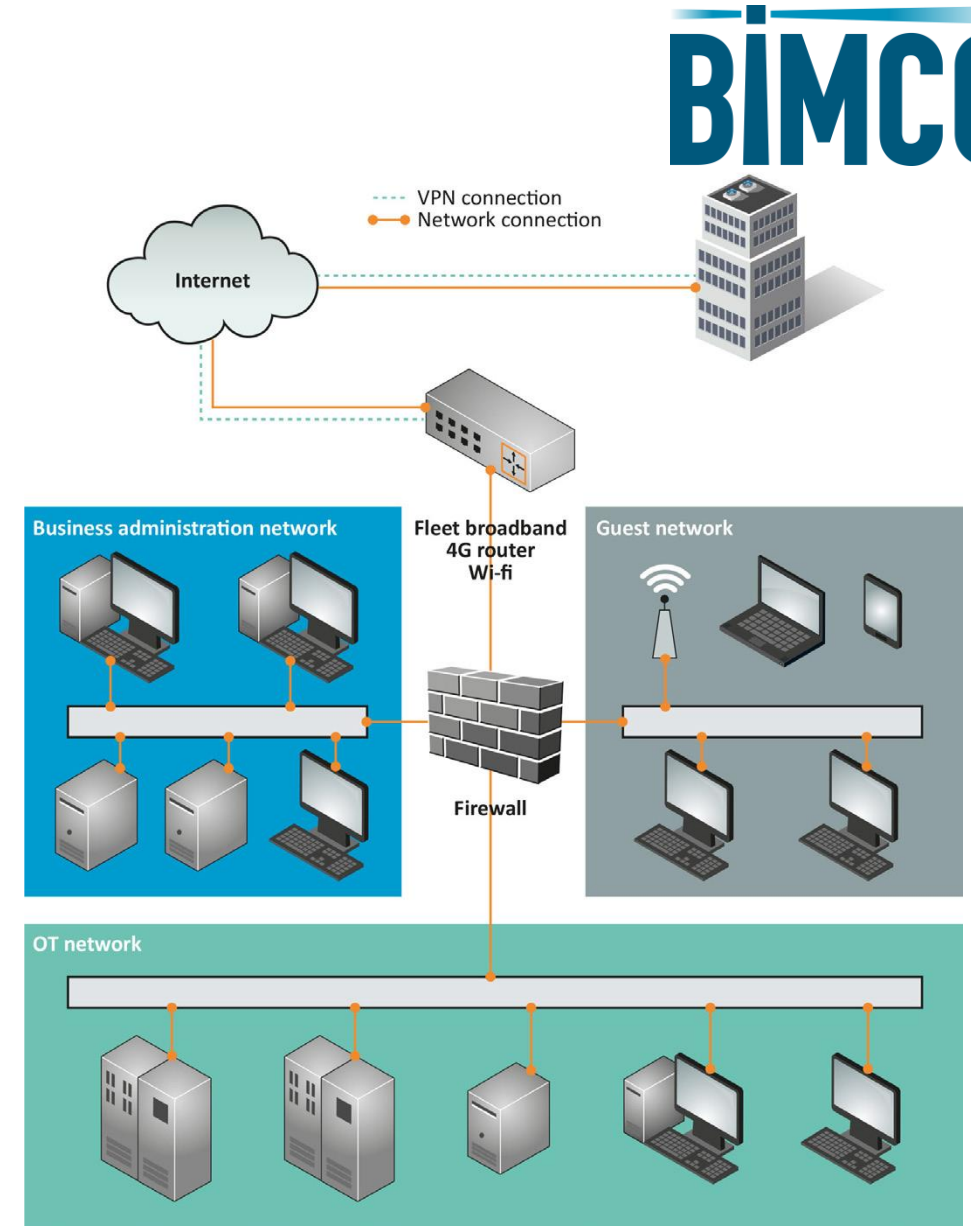 BIMC
VPN connection
Network connection
Internet
Business administration network
Fleet broadband
4G router
Wi-fi
Guest network
Firewall
OT network